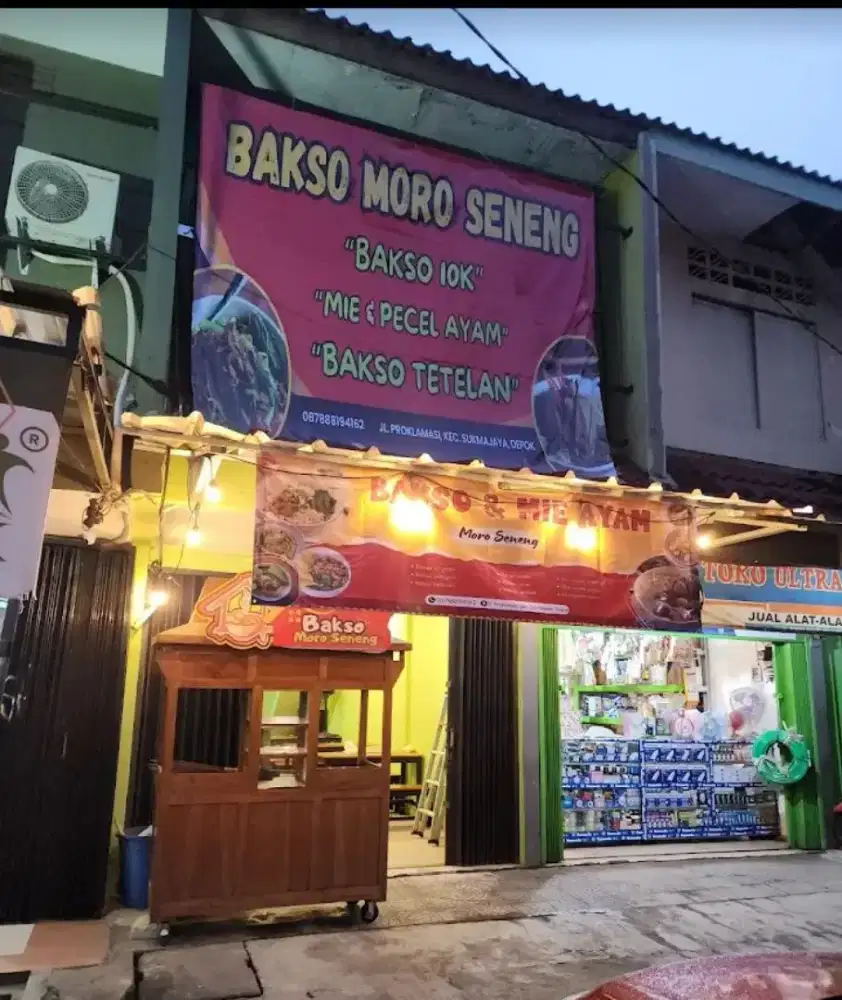 BAKSO MORO SENENG
"BAKSO 10K"
"MIE & PECEL AYAM"
"BAKSO TETELAN"
087888194162 JL. PROKLAMASI, KEC. SUKMAJAYA, DEPOK
BAKSO & MIE AYAM
Moro Seneng
Bakso
Moro Seneng
TORO ULTRA
JUAL ALAT-ALA
®